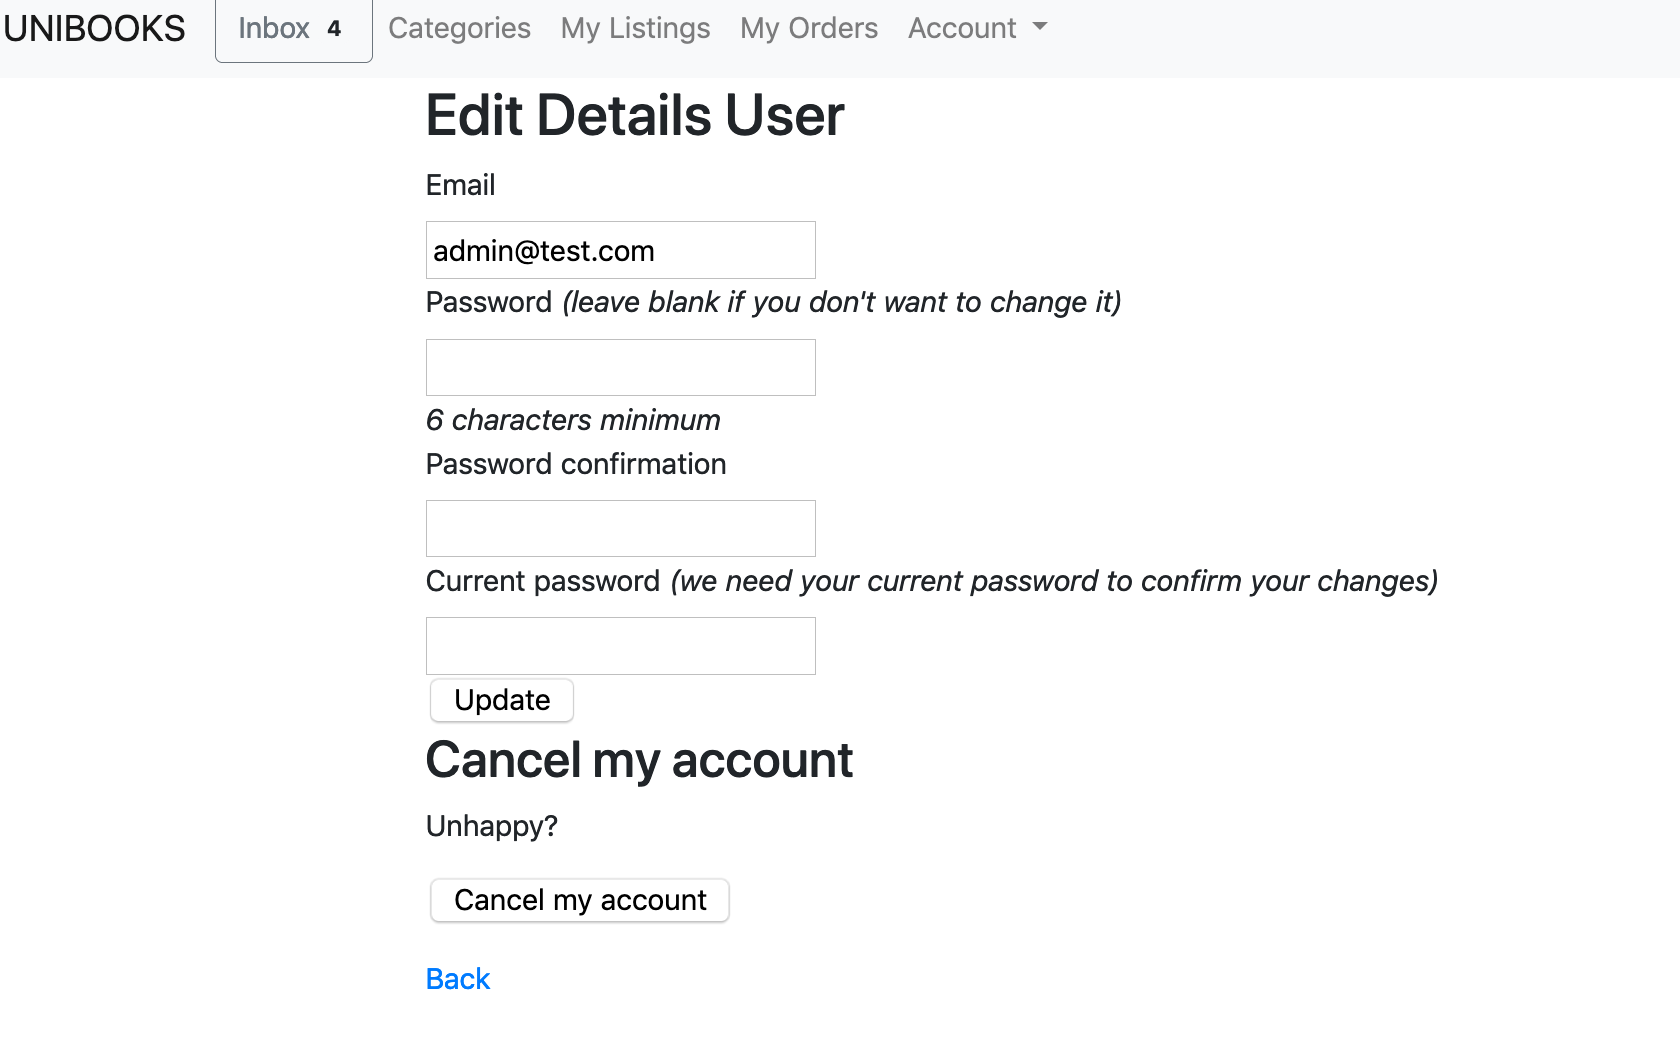 UNIBOOKS Inbox 4 Categories My Listings My Orders Account
Edit Details User
Email
admin@test.com
Password (leave blank if you don't want to change it)
6 characters minimum
Password confirmation
Current password (we need your current password to confirm your changes)
Update
Cancel my account
Unhappy?
Cancel my account
Back